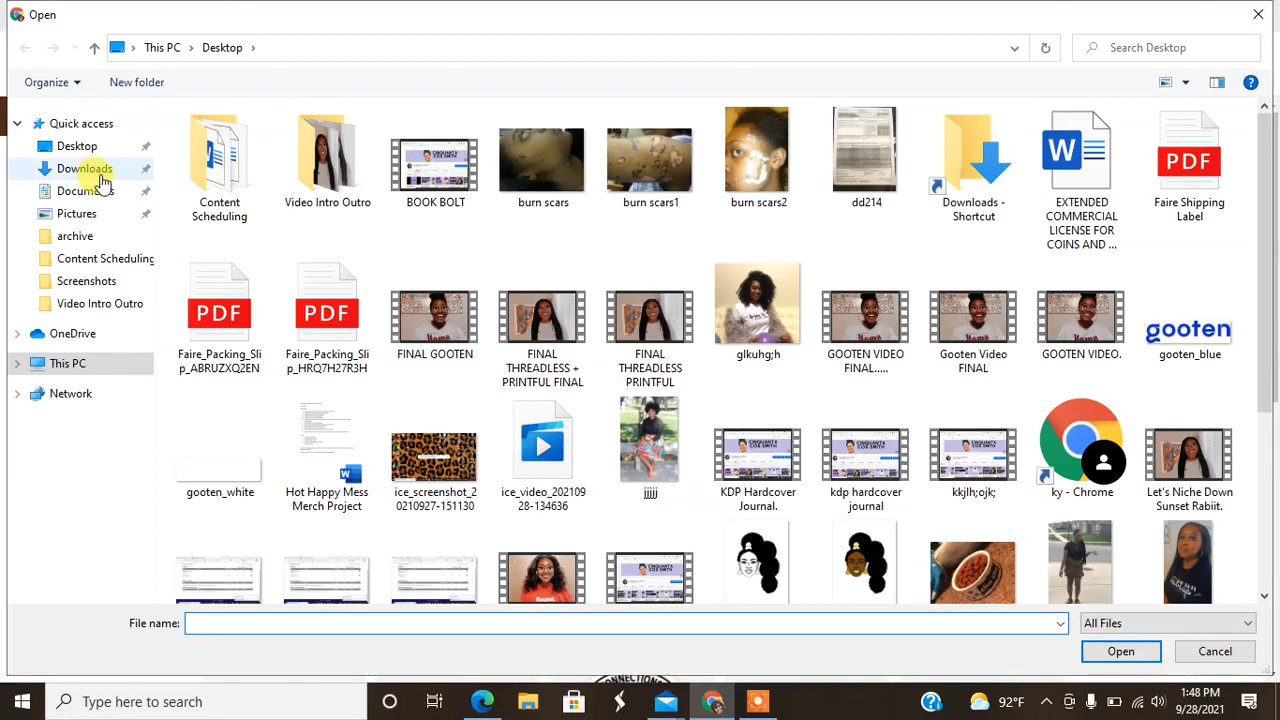 Open
This PC
Desktop
Search Desktop
Organize
New folder
Quick access
Desktop
Downloads
Pictures
archive
Content Scheduling
Screenshots
Video Intro Outro
OneDrive
This PC
Network
Content
Scheduling
Video Intro Outro
BOOK BOLT
burn scars
burn scars1
burn scars2
dd214
Downloads -
Shortcut
EXTENDED
COMMERCIAL
LICENSE FOR
COINS AND ...
Faire Shipping
Label
PDF
PDF
PDF
Faire_Packing_Sli
p_ABRUZXQ2EN
Faire_Packing_Sli
p_HRQ7H27R3H
FINAL GOOTEN
FINAL
THREADLESS +
PRINTFUL FINAL
FINAL
THREADLESS
PRINTFUL
glkuhg;h
GOOTEN VIDEO
FINAL.....
Gooten Video
FINAL
GOOTEN VIDEO.
gooten
gooten_blue
gooten_white
Hot Happy Mess
Merch Project
ice_screenshot_2
0210927-151130
ice_video_202109
28-134636
jjjjj
KDP Hardcover
Journal.
kdp hardcover
journal
kkjlh;ojk;
ky - Chrome
Let's Niche Down
Sunset Rabiit.
File name:
All Files
Open
Cancel
Type here to search
92°F
1:48 PM
9/28/2021